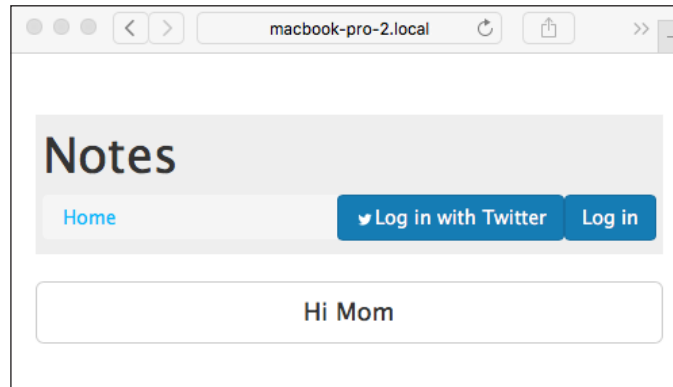 macbook-pro-2.local
Notes
Home
Log in with Twitter
Log in
Hi Mom